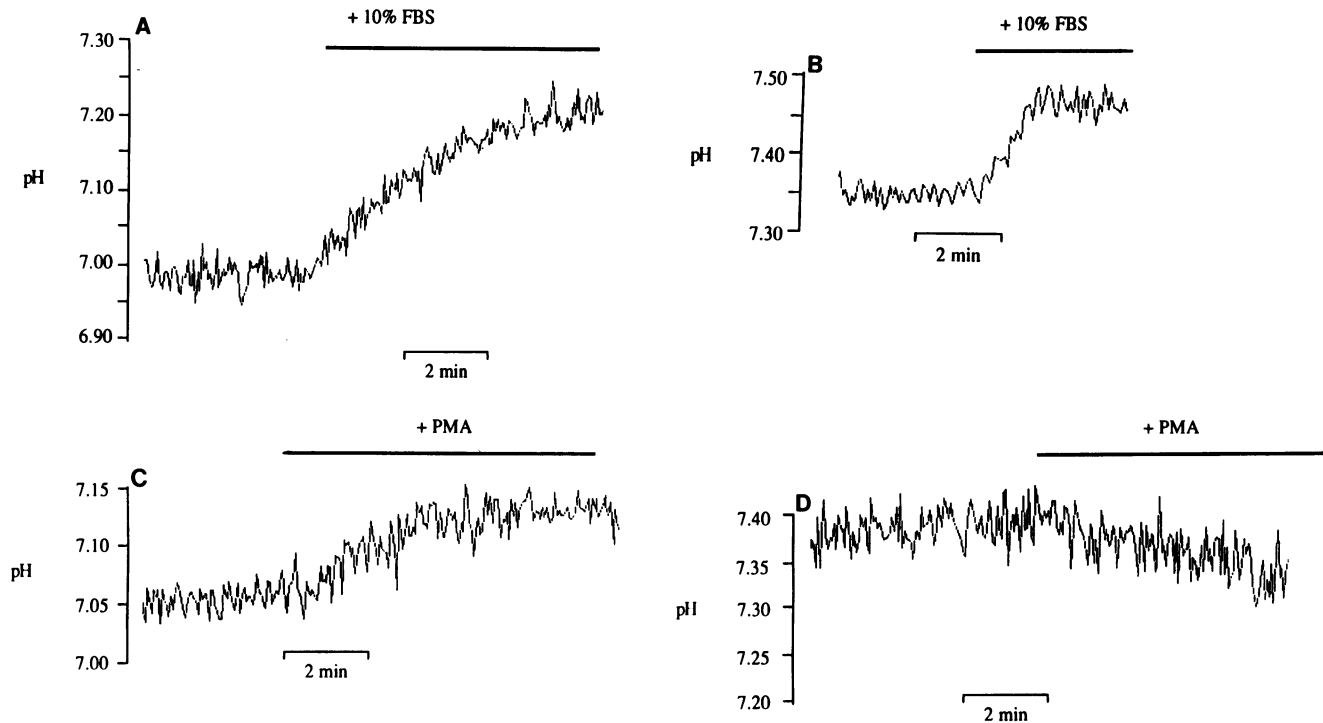 A
+ 10% FBS
7.30
7.20
7.10
7.00
6.90
pH
2 min
B
+ 10% FBS
7.50
7.40
7.30
pH
2 min
C
+ PMA
7.15
7.10
7.05
7.00
pH
2 min
D
+ PMA
7.40
7.35
7.30
7.25
7.20
pH
2 min